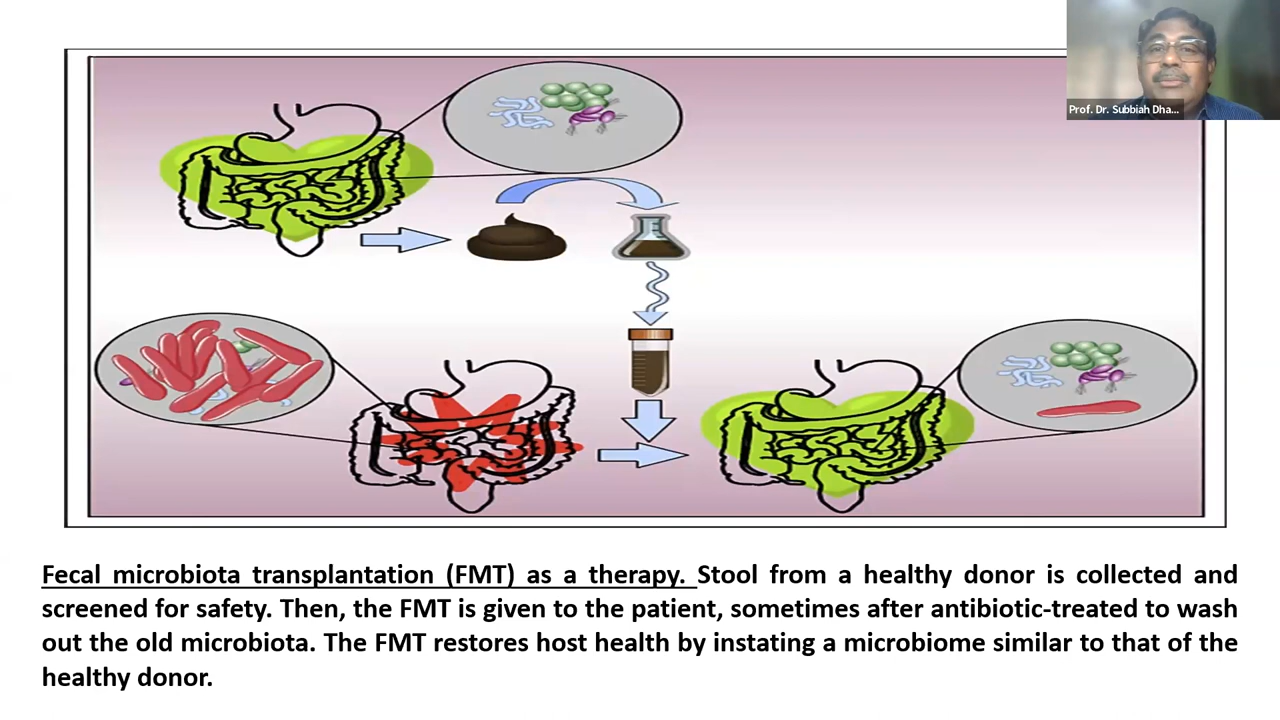 Prof. Dr. Subbiah Dha...
Fecal microbiota transplantation (FMT) as a therapy. Stool from a healthy donor is collected and
screened for safety. Then, the FMT is given to the patient, sometimes after antibiotic-treated to wash
out the old microbiota. The FMT restores host health by instating a microbiome similar to that of the
healthy donor.